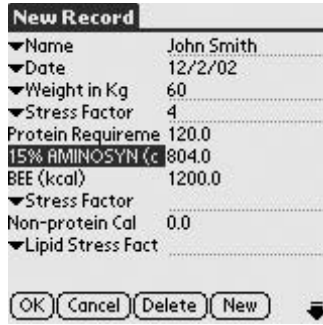 New Record
Name John Smith
Date 12/2/02
Weight in Kg 60
Stress Factor 4
Protein Requireme 120.0
15% AMINOSYN (c 804.0
BEE (kcal) 1200.0
Stress Factor
Non-protein Cal 0.0
Lipid Stress Fact
OK Cancel Delete New